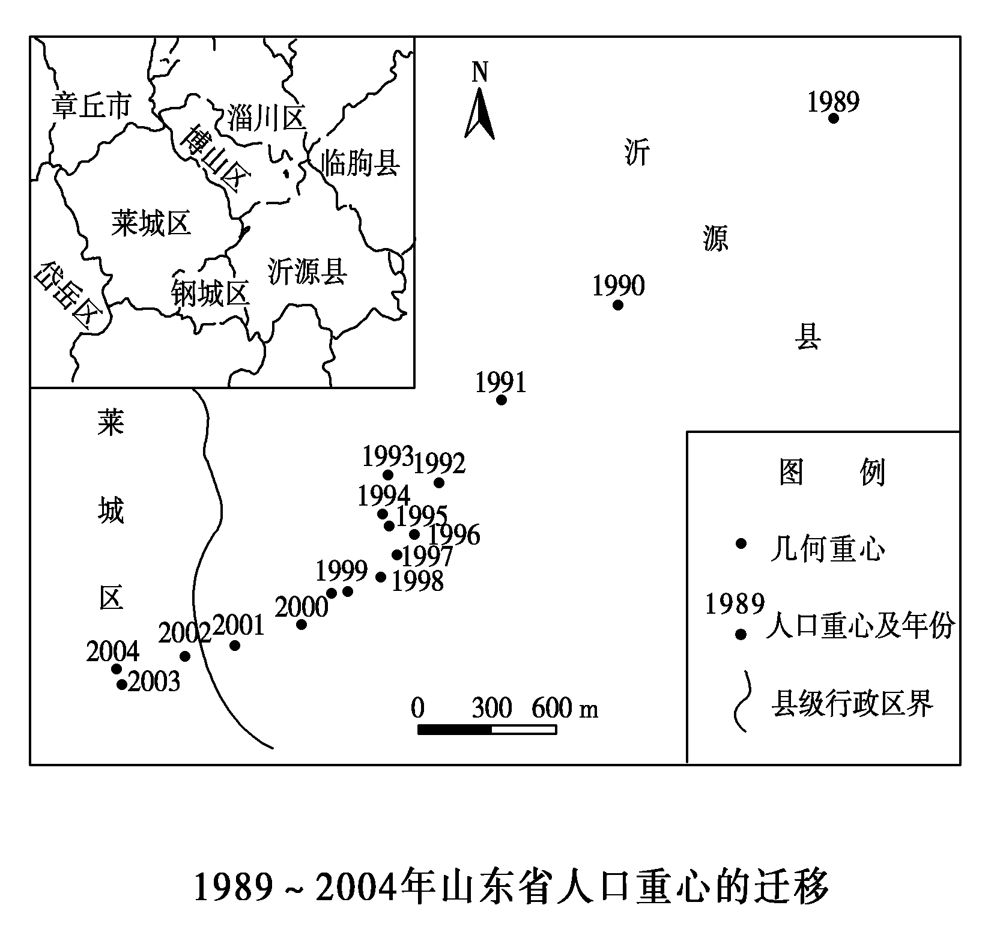 章丘市
淄川区
博山区
临朐县
莱城区
沂源县
岱岳区
钢城区
N
1989
沂
源
县
1990
1991
莱
城
区
1993
1992
1994
1995
1996
1997
1998
1999
2000
2001
2002
2004
2003
0 300 600 m
图 例
几何重心
1989
人口重心及年份
县级行政区界
1989~2004年山东省人口重心的迁移